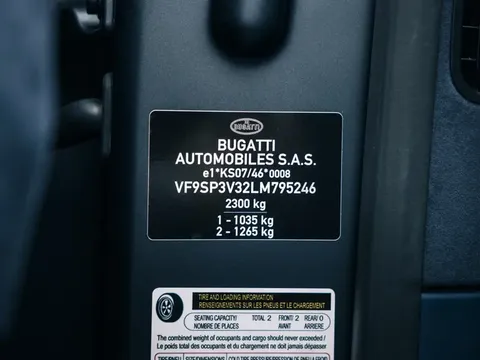 BUGATTI
BUGATTI
AUTOMOBILES S.A.S.
e1*KS07/46*0008
VF9SP3V32LM795246
2300 kg
1 - 1035 kg
2 - 1265 kg
TIRE AND LOADING INFORMATION
RENSEIGNEMENTS SUR LES PNEUS ET LE CHARGEMENT
SEATING CAPACITY/ TOTAL 2 FRONT/ 2 REAR/ 0
NOMBRE DE PLACES AVANT ARRIERE
The combined weight of occupants and cargo should never exceeded /
Le poids total des occupants et du chargement ne doit jamais dépasser